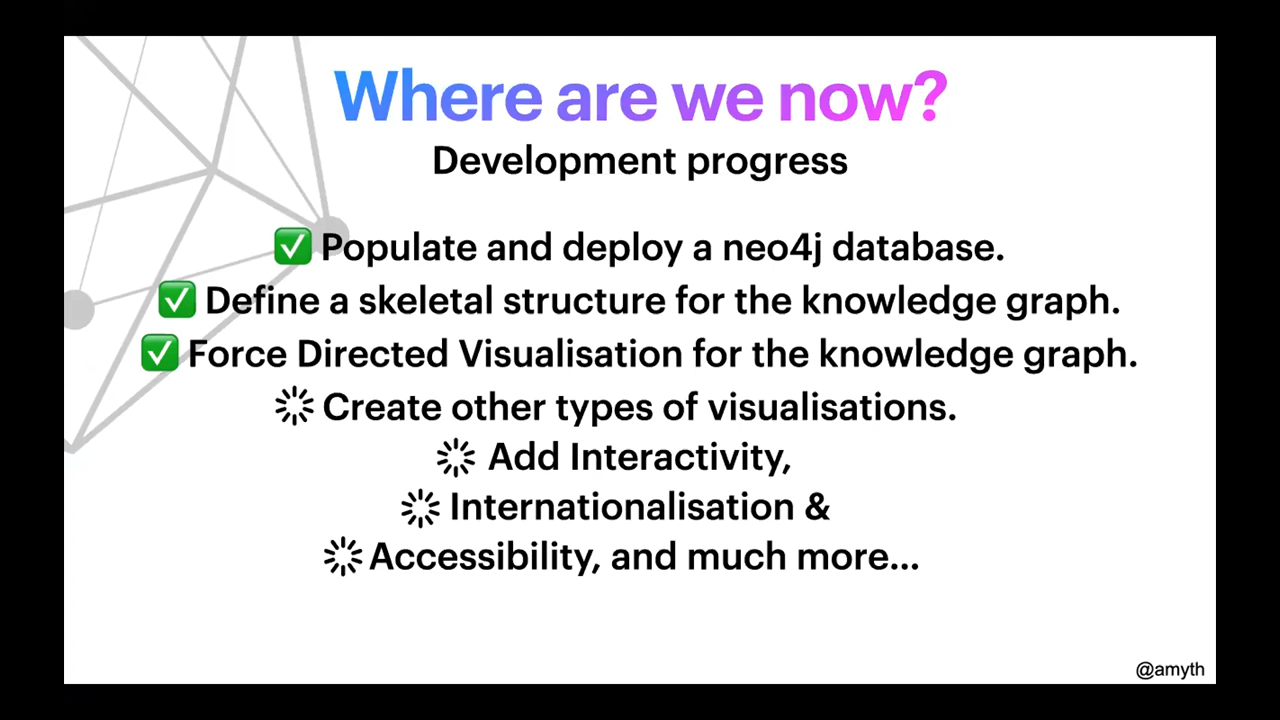 Where are we now?
Development progress
✅ Populate and deploy a neo4j database.
✅ Define a skeletal structure for the knowledge graph.
✅ Force Directed Visualisation for the knowledge graph.
Create other types of visualisations.
Add Interactivity,
Internationalisation &
Accessibility, and much more...
@amyth